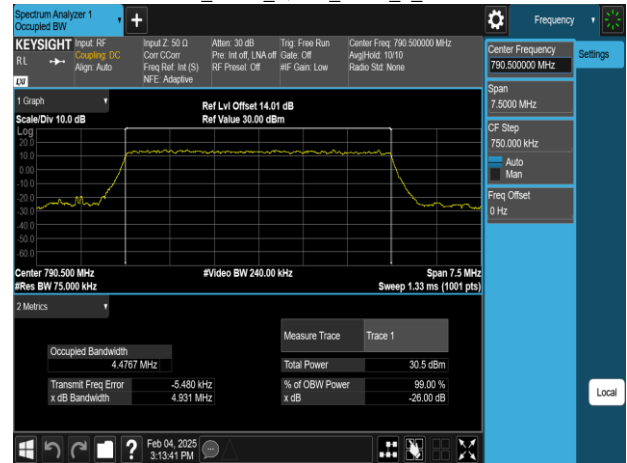 Spectrum Analyzer 1
Occupied BW
Frequency
KEYSIGHT
RL
LXI
Input: RF
Coupling: DC
Align: Auto
Input Z: 50 Ω
Corr CCorr
Freq Ref: Int (S)
NFE: Adaptive
Atten: 30 dB
Pre: Int off, LNA off
RF Presel: Off
Trig: Free Run
Gate: Off
#IF Gain: Low
Center Freq: 790.500000 MHz
Avg|Hold: 10/10
Radio Std: None
1 Graph
Scale/Div 10.0 dB
Ref Lvl Offset 14.01 dB
Ref Value 30.00 dBm
Log
20.0
10.0
0.00
-10.0
-20.0
-30.0
-40.0
-50.0
-60.0
Center 790.500 MHz
#Video BW 240.00 kHz
Span 7.5 MHz
#Res BW 75.000 kHz
Sweep 1.33 ms (1001 pts)
2 Metrics
Measure Trace Trace 1
Occupied Bandwidth
4.4767 MHz
Total Power 30.5 dBm
Transmit Freq Error -5.480 kHz
% of OBW Power 99.00 %
x dB Bandwidth 4.931 MHz
x dB -26.00 dB
Feb 04, 2025
3:13:41 PM
Center Frequency
790.500000 MHz
Settings
Span
7.5000 MHz
CF Step
750.000 kHz
Auto
Man
Freq Offset
0 Hz
Local